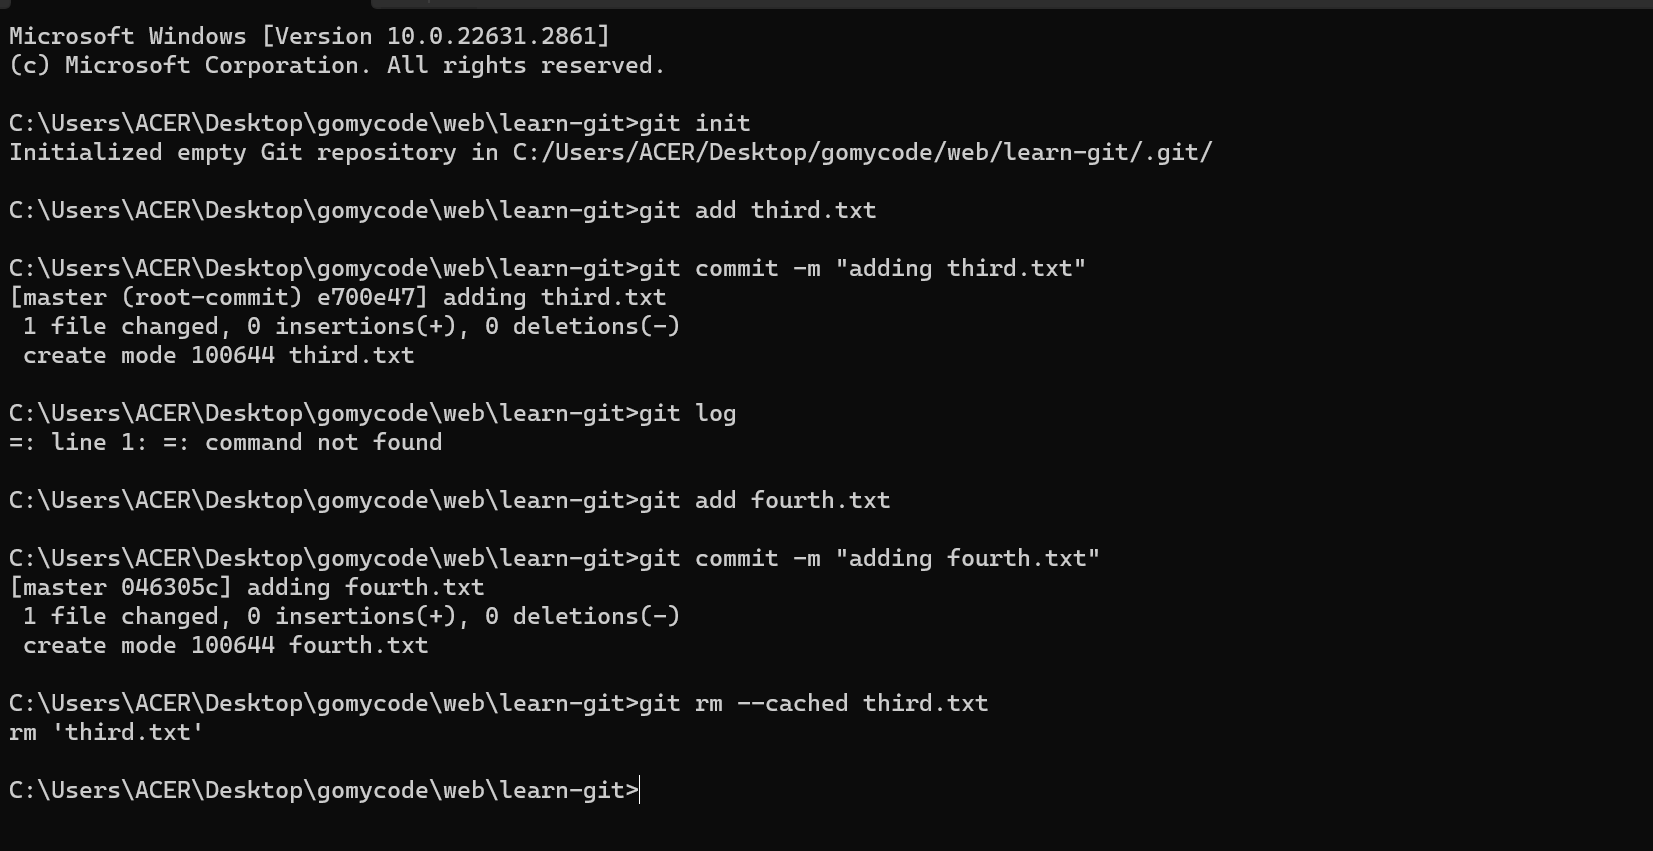 Microsoft Windows [Version 10.0.22631.2861]
(c) Microsoft Corporation. All rights reserved.
C:\Users\ACER\Desktop\gomycode\web\learn-git>git init
Initialized empty Git repository in C:/Users/ACER/Desktop/gomycode/web/learn-git/.git/
C:\Users\ACER\Desktop\gomycode\web\learn-git>git add third.txt
C:\Users\ACER\Desktop\gomycode\web\learn-git>git commit -m "adding third.txt"
[master (root-commit) e700e47] adding third.txt
 1 file changed, 0 insertions(+), 0 deletions(-)
 create mode 100644 third.txt
C:\Users\ACER\Desktop\gomycode\web\learn-git>git log
=: line 1: =: command not found
C:\Users\ACER\Desktop\gomycode\web\learn-git>git add fourth.txt
C:\Users\ACER\Desktop\gomycode\web\learn-git>git commit -m "adding fourth.txt"
[master 046305c] adding fourth.txt
 1 file changed, 0 insertions(+), 0 deletions(-)
 create mode 100644 fourth.txt
C:\Users\ACER\Desktop\gomycode\web\learn-git>git rm --cached third.txt
rm 'third.txt'
C:\Users\ACER\Desktop\gomycode\web\learn-git>